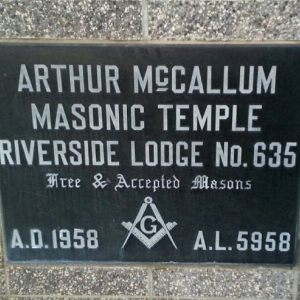 ARTHUR McCALLUM
MASONIC TEMPLE
RIVERSIDE LODGE No. 635
Free & Accepted Masons
A.D. 1958 G A.L. 5958